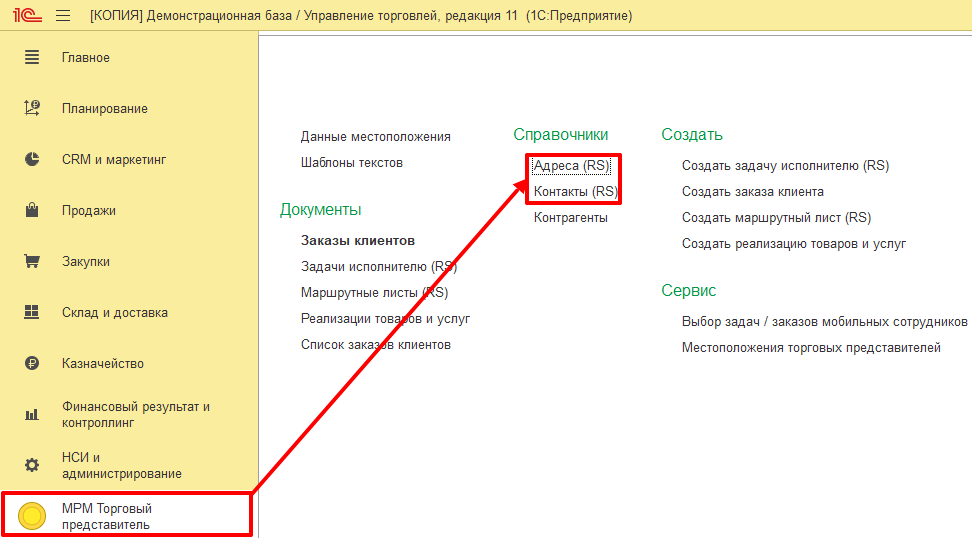 1С [КОПИЯ] Демонстрационная база / Управление торговлей, редакция 11 (1С:Предприятие)
Главное
Планирование
CRM и маркетинг
Продажи
Закупки
Склад и доставка
Казначейство
Финансовый результат и
контроллинг
НСИ и
администрирование
МРМ Торговый
представитель
Данные местоположения
Шаблоны текстов
Документы
Заказы клиентов
Задачи исполнителю (RS)
Маршрутные листы (RS)
Реализации товаров и услуг
Список заказов клиентов
Справочники
Адреса (RS)
Контакты (RS)
Контрагенты
Создать
Создать задачу исполнителю (RS)
Создать заказа клиента
Создать маршрутный лист (RS)
Создать реализацию товаров и услуг
Сервис
Выбор задач / заказов мобильных сотрудников
Местоположения торговых представителей